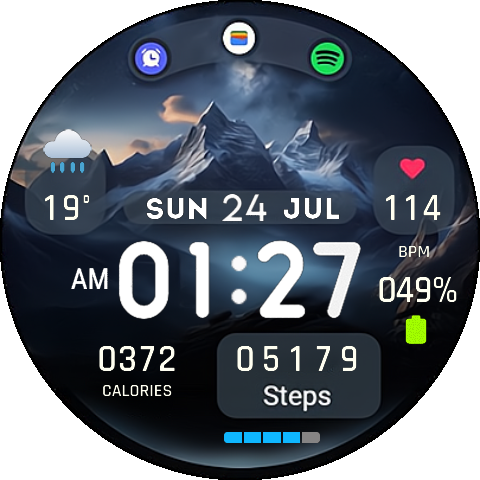 19°
SUN 24 JUL
114
BPM
AM 01:27
049%
0372
CALORIES
05179
Steps